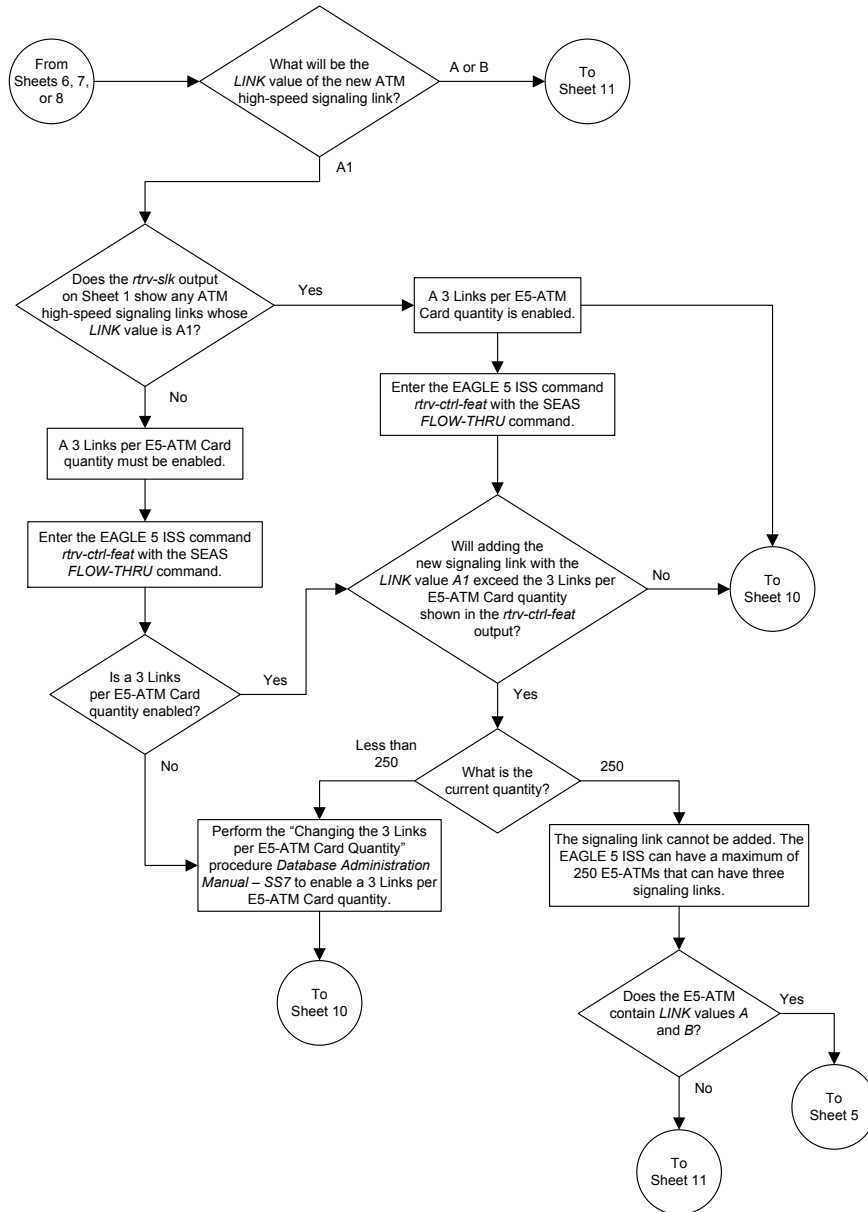 From
Sheets 6, 7,
or 8
What will be the
LINK value of the new ATM
high-speed signaling link?
A or B
To
Sheet 11
A1
Does the rtrv-slk output
on Sheet 1 show any ATM
high-speed signaling links whose
LINK value is A1?
Yes
A 3 Links per E5-ATM
Card quantity is enabled.
Enter the EAGLE 5 ISS command
rtrv-ctrl-feat with the SEAS
FLOW-THRU command.
No
A 3 Links per E5-ATM Card
quantity must be enabled.
Enter the EAGLE 5 ISS command
rtrv-ctrl-feat with the SEAS
FLOW-THRU command.
Will adding the
new signaling link with the
LINK value A1 exceed the 3 Links per
E5-ATM Card quantity
shown in the rtrv-ctrl-feat
output?
No
To
Sheet 10
Is a 3 Links
per E5-ATM Card
quantity enabled?
Yes
Yes
No
Less than
250
What is the
current quantity?
250
Perform the “Changing the 3 Links
per E5-ATM Card Quantity”
procedure Database Administration
Manual – SS7 to enable a 3 Links per
E5-ATM Card quantity.
The signaling link cannot be added. The
EAGLE 5 ISS can have a maximum of
250 E5-ATMs that can have three
signaling links.
To
Sheet 10
Does the E5-ATM
contain LINK values A
and B?
Yes
No
To
Sheet 5
To
Sheet 11